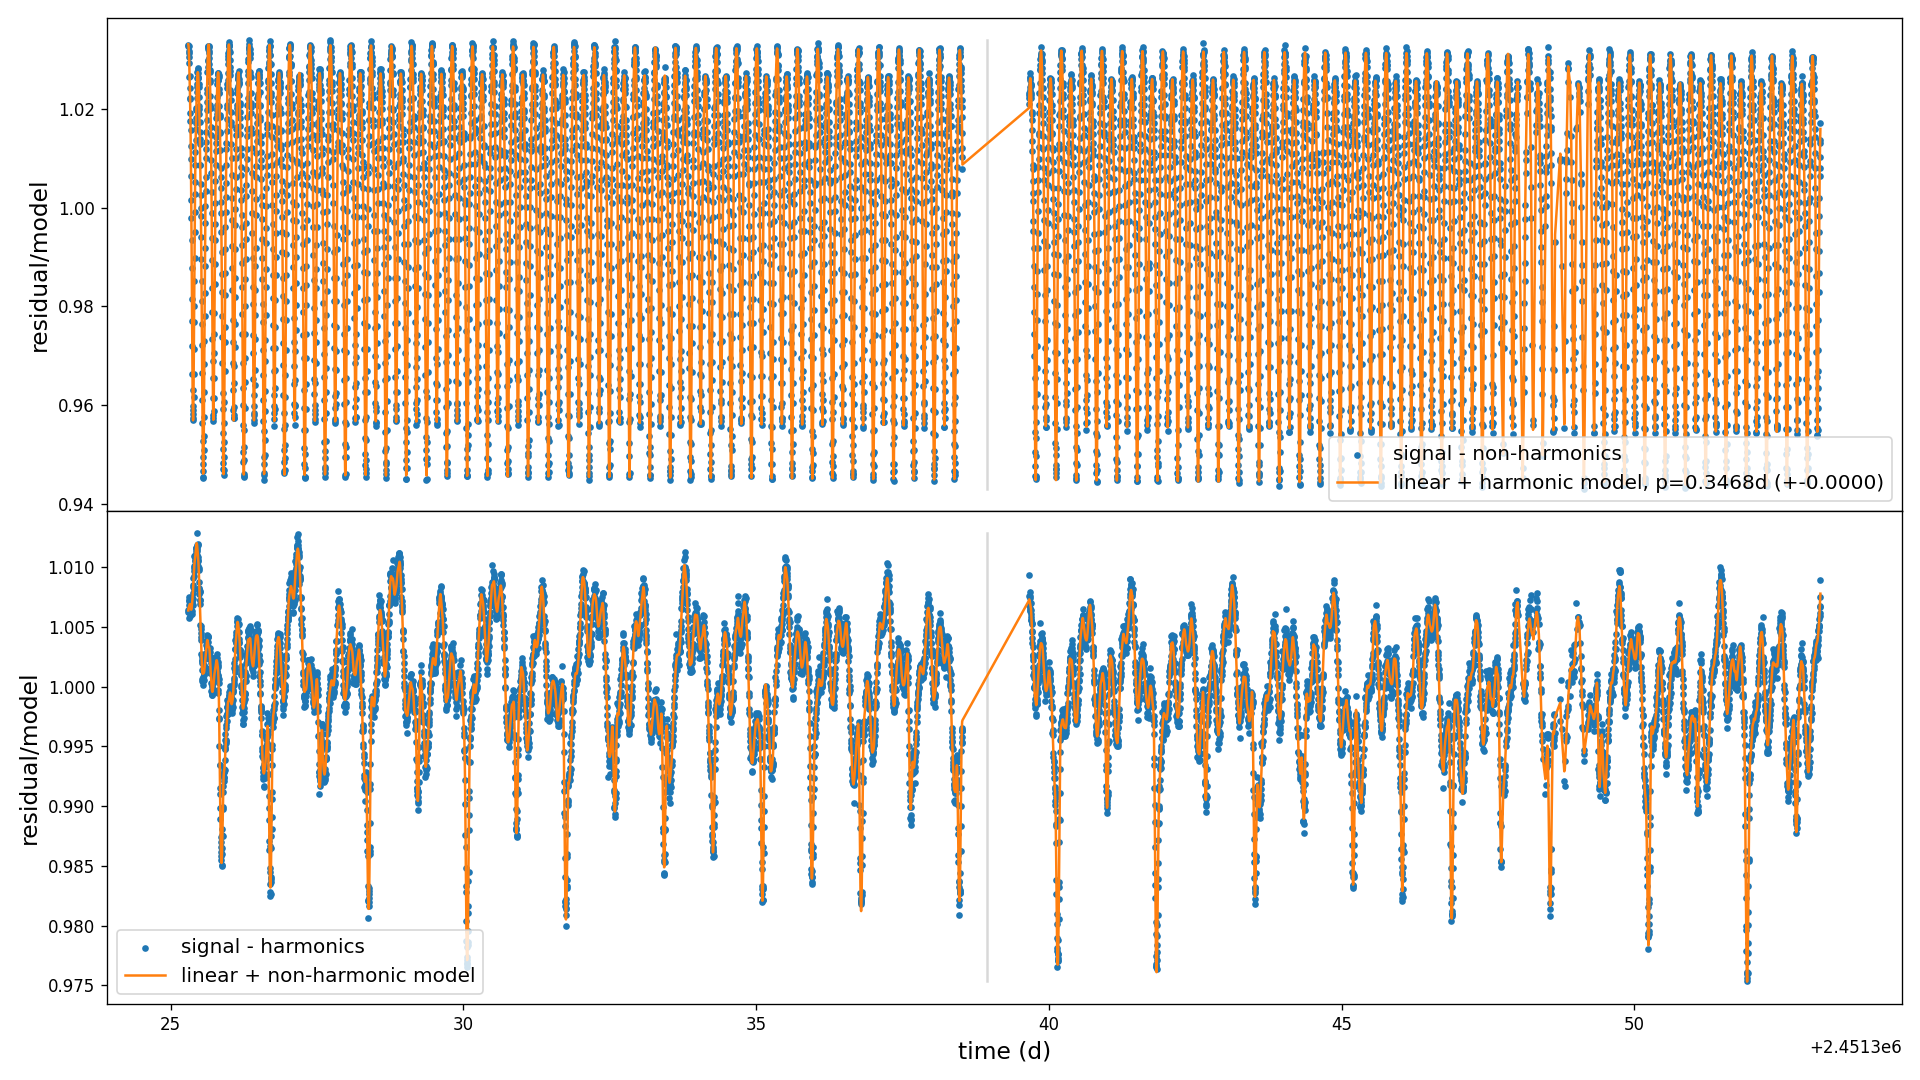 residual/model
1.02
1.00
0.98
0.96
0.94
signal - non-harmonics
linear + harmonic model, p=0.3468d (+-0.0000)
residual/model
1.010
1.005
1.000
0.995
0.990
0.985
0.980
0.975
signal - harmonics
linear + non-harmonic model
25 30 35 40 45 50
time (d)
+2.4513e6